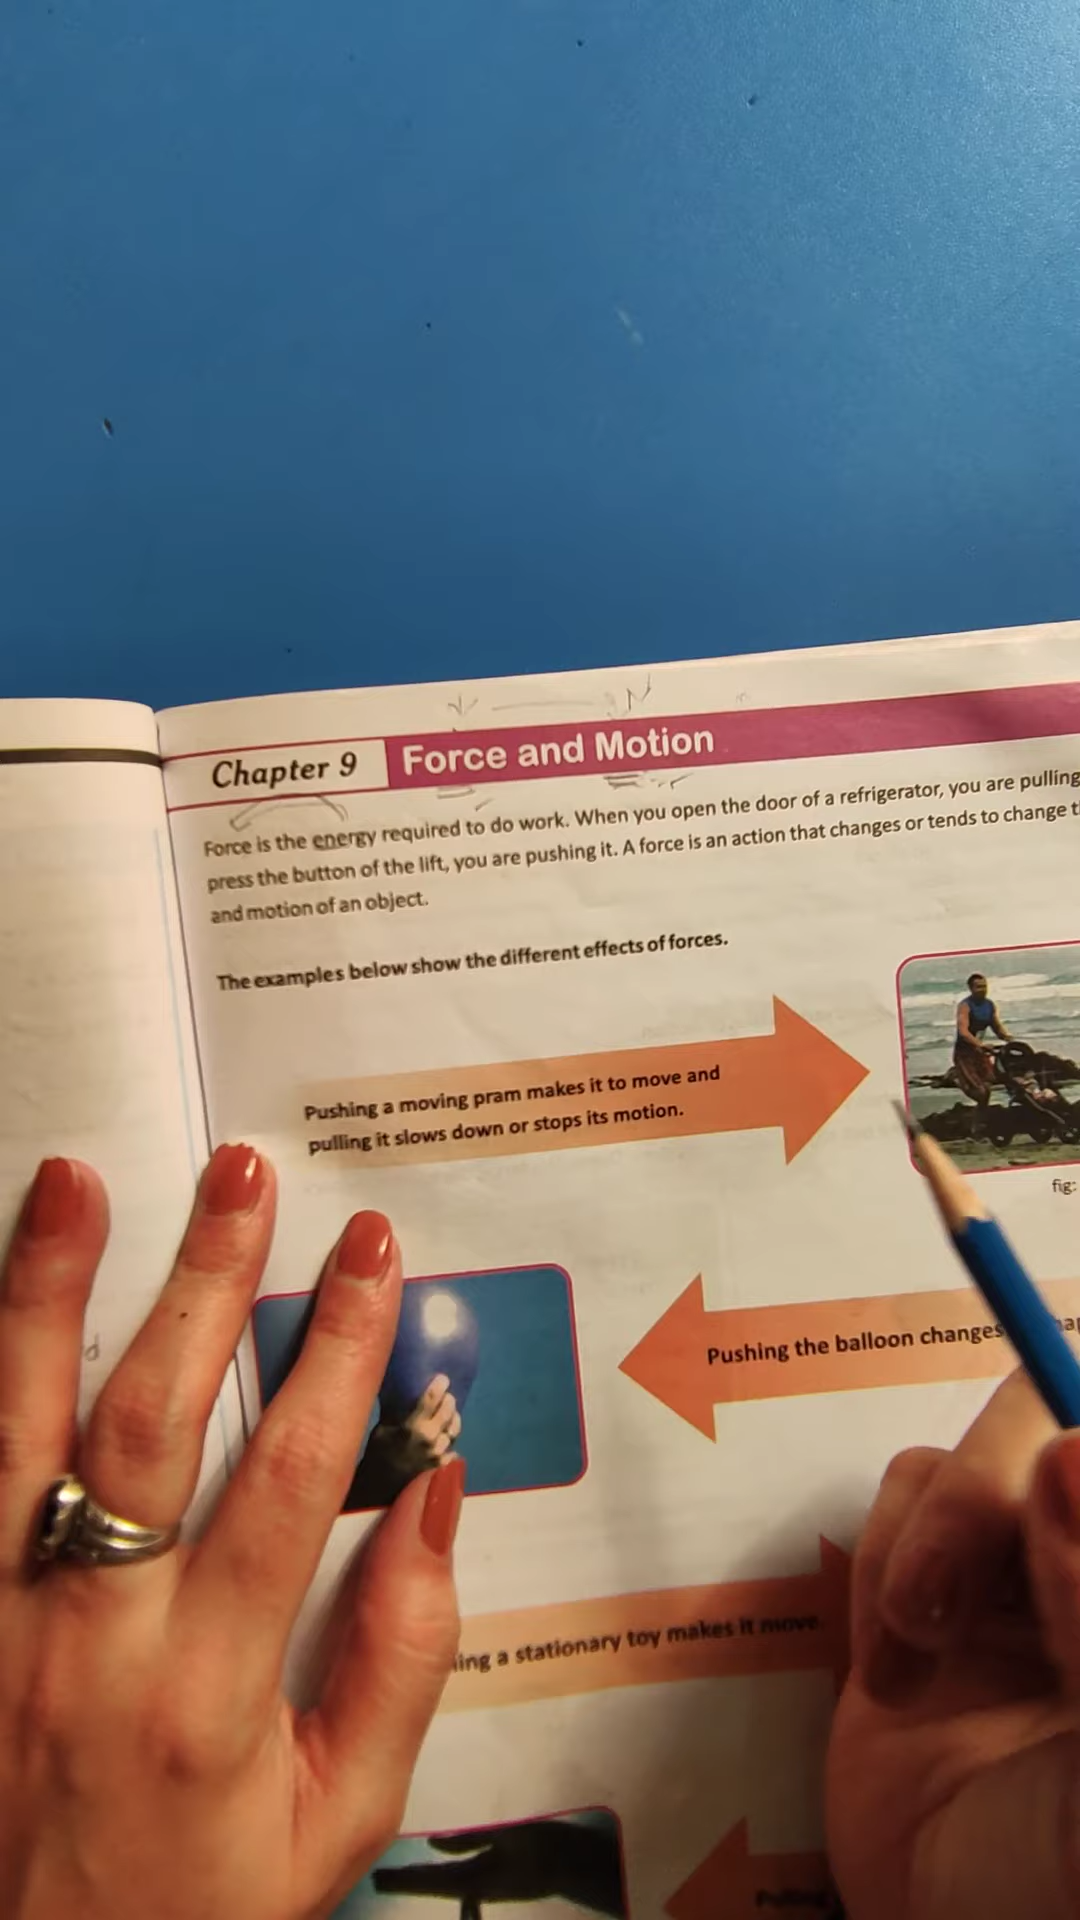 Chapter 9
Force and Motion
Force is the energy required to do work. When you open the door of a refrigerator, you are pulling
press the button of the lift, you are pushing it. A force is an action that changes or tends to change
and motion of an object.
The examples below show the different effects of forces.
Pushing a moving pram makes it to move and
pulling it slows down or stops its motion.
fig:
Pushing the balloon changes
a stationary toy makes it move.